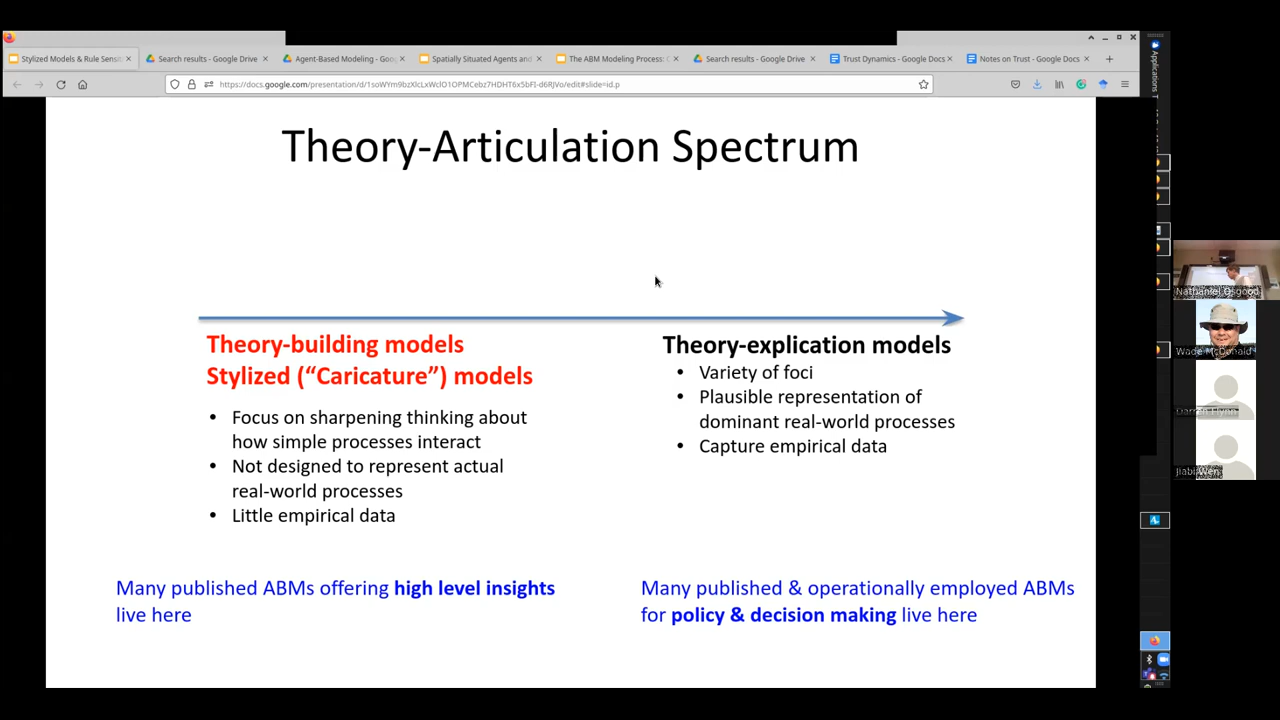 Stylized Models & Rule Sensit
Search results - Google Drive
Agent-Based Modeling - Goog
Spatially Situated Agents and
The ABM Modeling Process: C
Search results - Google Drive
Trust Dynamics - Google Docs
Notes on Trust - Google Docs
Applications
Theory-Articulation Spectrum
Theory-building models
Stylized (“Caricature”) models
• Focus on sharpening thinking about
how simple processes interact
• Not designed to represent actual
real-world processes
• Little empirical data
Theory-explication models
• Variety of foci
• Plausible representation of
dominant real-world processes
• Capture empirical data
Many published ABMs offering high level insights
live here
Many published & operationally employed ABMs
for policy & decision making live here
Nathaniel Osgood
Wade McDonald